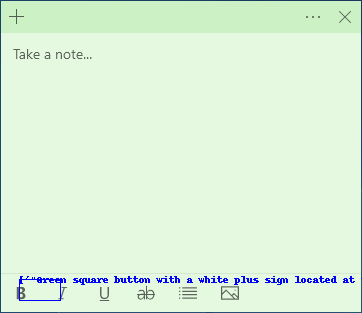 Take a note...
['"Green square button with a white plus sign located at
B I U ab